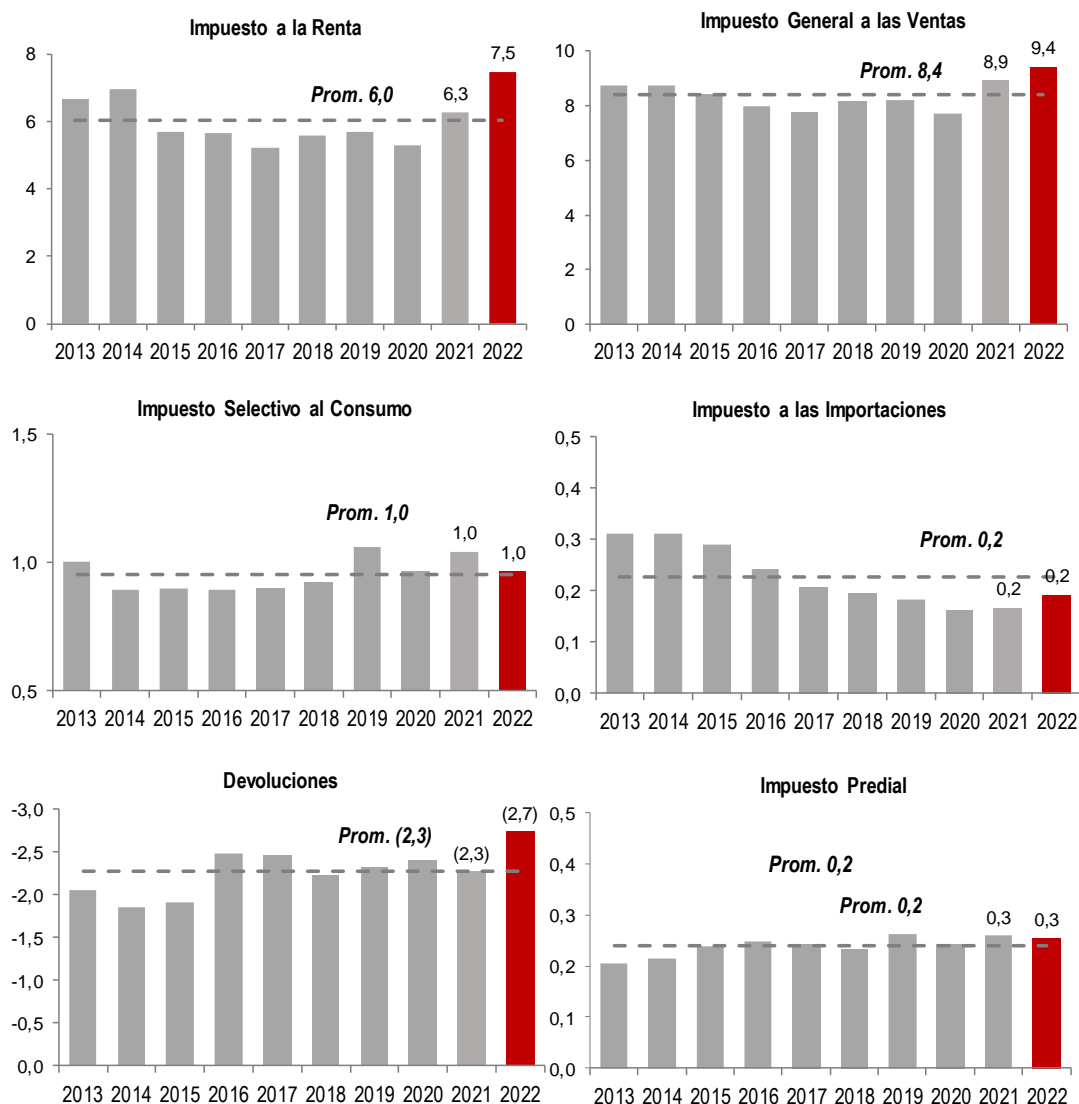 Impuesto a la Renta
8
6
4
2
0
Prom. 6,0
6,3
7,5
2013 2014 2015 2016 2017 2018 2019 2020 2021 2022
Impuesto General a las Ventas
10
8
6
4
2
0
Prom. 8,4
8,9
9,4
2013 2014 2015 2016 2017 2018 2019 2020 2021 2022
Impuesto Selectivo al Consumo
1,5
1,0
0,5
Prom. 1,0
1,0
1,0
2013 2014 2015 2016 2017 2018 2019 2020 2021 2022
Impuesto a las Importaciones
0,5
0,4
0,3
0,2
0,1
0,0
Prom. 0,2
0,2
0,2
2013 2014 2015 2016 2017 2018 2019 2020 2021 2022
Devoluciones
-3,0
-2,5
-2,0
-1,5
-1,0
-0,5
0,0
Prom. (2,3)
(2,3)
(2,7)
2013 2014 2015 2016 2017 2018 2019 2020 2021 2022
Impuesto Predial
0,5
0,4
0,3
0,2
0,1
0,0
Prom. 0,2
Prom. 0,2
0,3
0,3
2013 2014 2015 2016 2017 2018 2019 2020 2021 2022